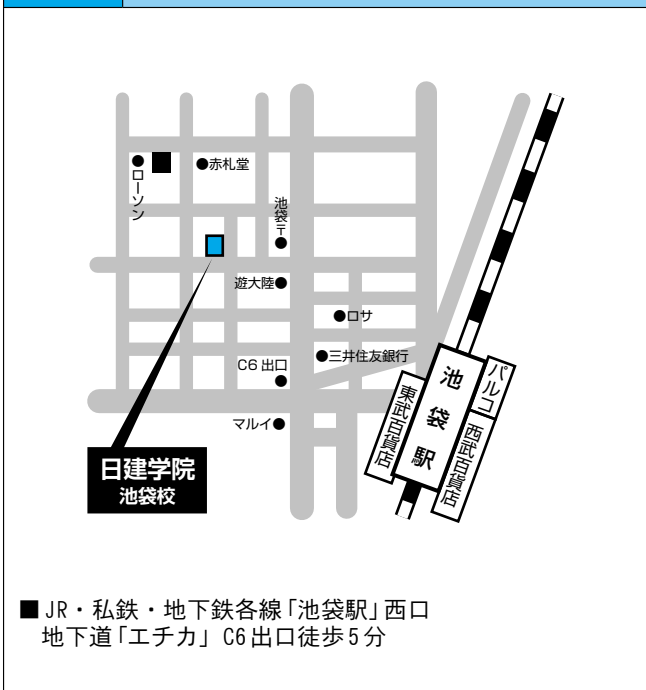 ローソン
●赤札堂
池袋〒
遊大陸●
●ロサ
●三井住友銀行
C6 出口
マルイ●
池袋駅
パルコ
東武百貨店
西武百貨店
日建学院
池袋校
■ JR・私鉄・地下鉄各線「池袋駅」西口
地下道「エチカ」C6出口徒歩5分